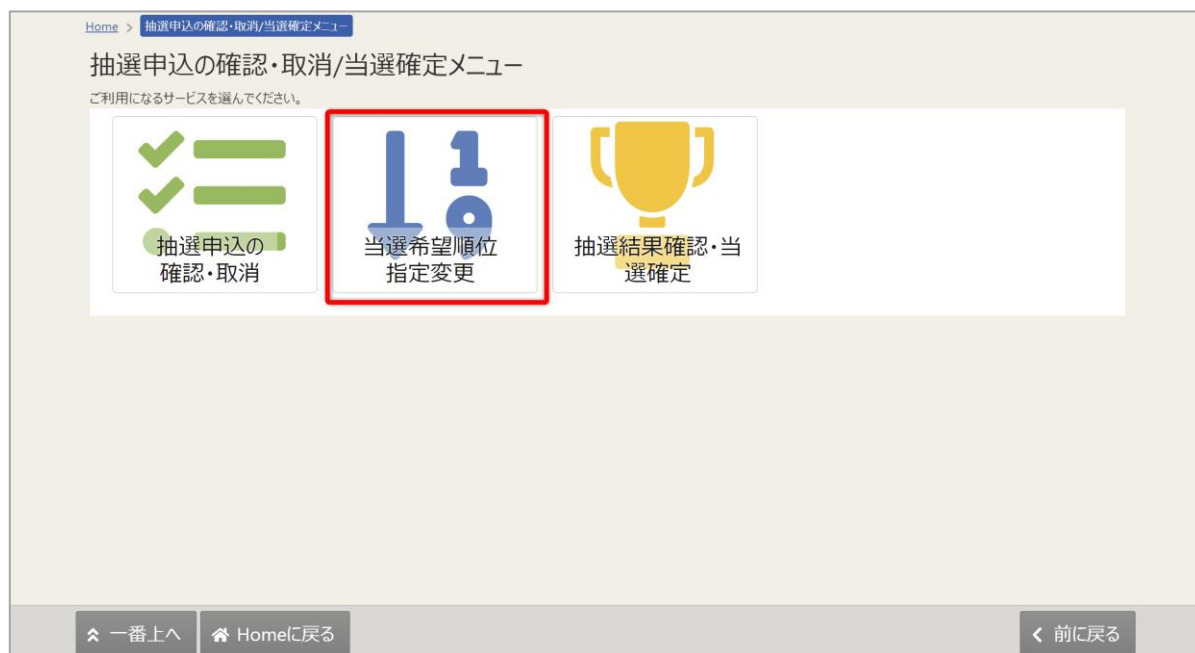 Home > 抽選申込の確認・取消/当選確定メニュー
抽選申込の確認・取消/当選確定メニュー
ご利用になるサービスを選んでください。
抽選申込の
確認・取消
当選希望順位
指定変更
抽選結果確認・当
選確定
一番上へ
Homeに戻る
前に戻る